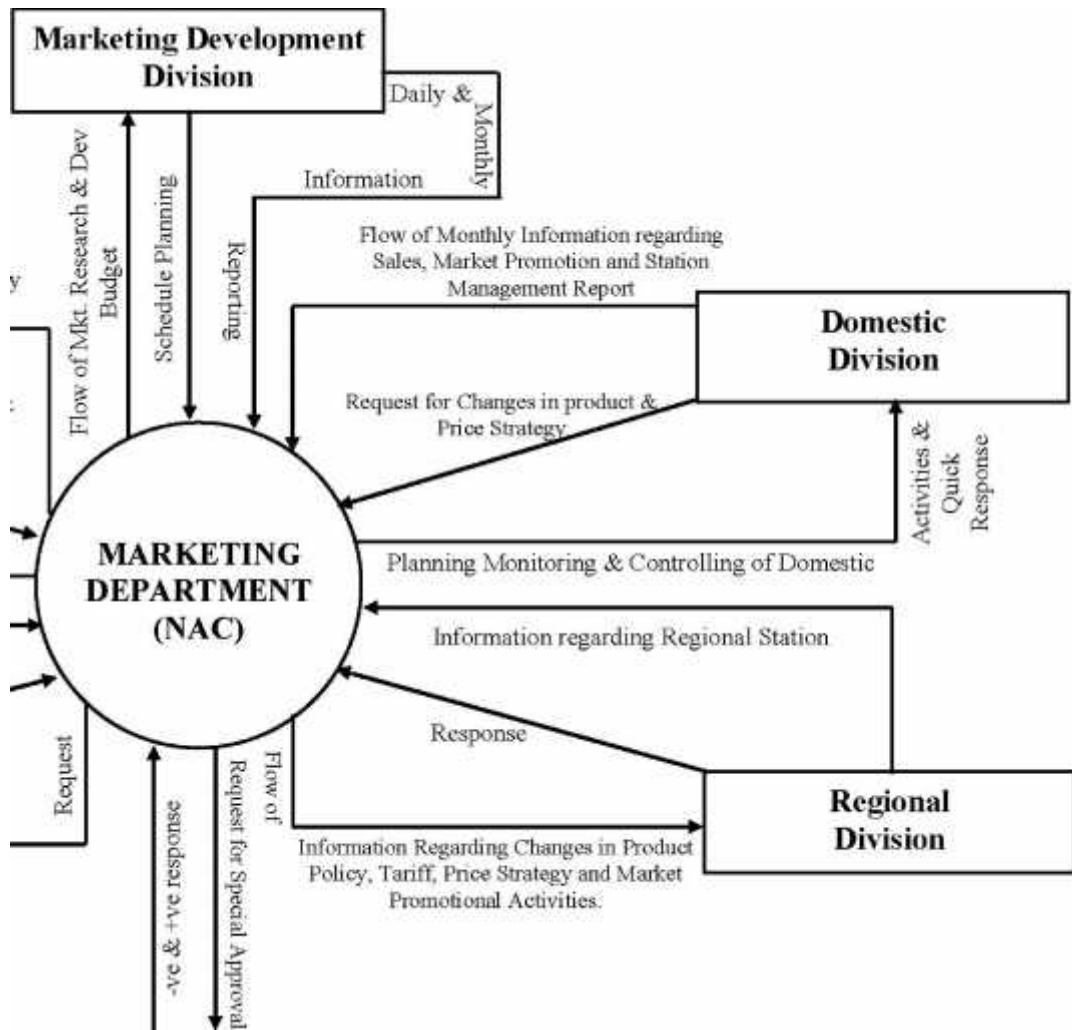 Marketing Development
Division
Daily &
Monthly
Information
Reporting
Flow of Mkt. Research & Dev
Budget
Schedule Planning
Flow of Monthly Information regarding
Sales, Market Promotion and Station
Management Report
Domestic
Division
Request for Changes in product &
Price Strategy
Activities &
Quick
Response
MARKETING
DEPARTMENT
(NAC)
Planning Monitoring & Controlling of Domestic
Information regarding Regional Station
Response
Regional
Division
Request
-ve & +ve response
Request for Special Approval
Flow of
Information Regarding Changes in Product
Policy, Tariff, Price Strategy and Market
Promotional Activities.